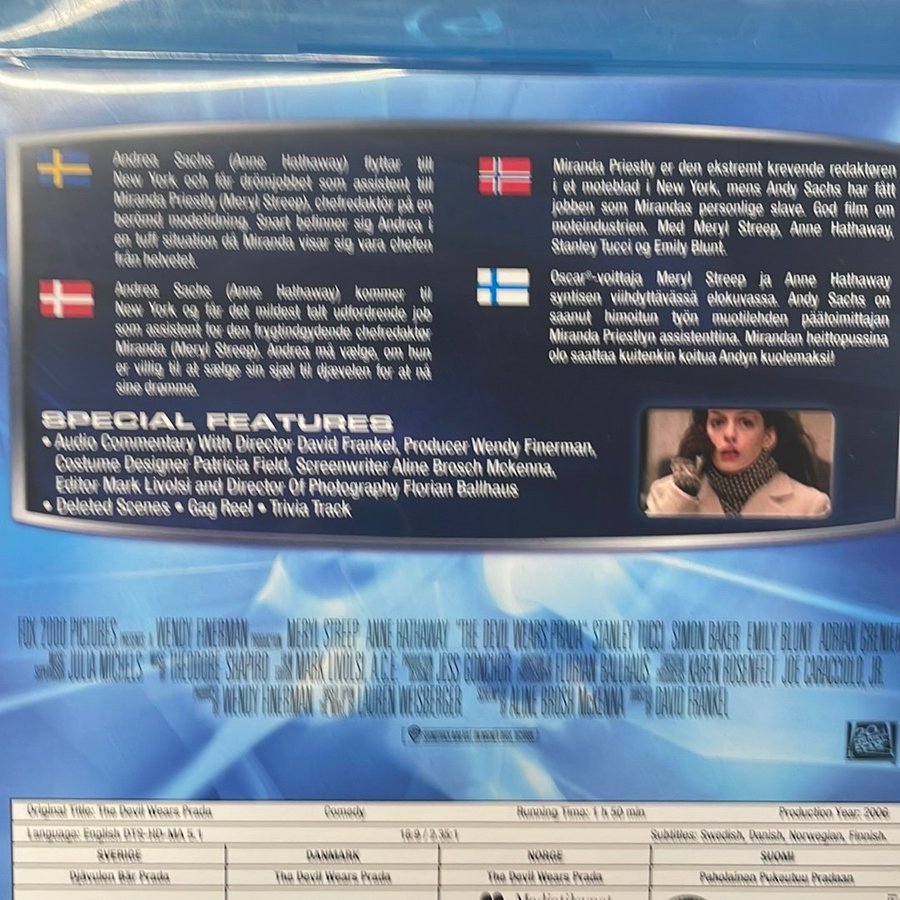 Andrea Sachs (Anne Hathaway) flyttar till
New York och får drömjobbet som assistent till
Miranda Priestly (Meryl Streep), chefredaktör på en
berömd modetidning. Snart befinner sig Andrea i
en tuff situation då Miranda visar sig vara chefen
från helvetet.
Andrea Sachs (Anne Hathaway) kommer til
New York og får det mildest talt udfordrende job
som assistent for den frygtindgydende chefredaktør
Miranda (Meryl Streep). Andrea må vælge, om hun
er villig til at sælge sin sjæl til djævelen for at nå
sine drømme.
Miranda Priestly er den ekstremt krevende redaktøren
i et moteblad i New York, mens Andy Sachs har fått
jobben som Mirandas personlige slave. God film om
moteindustrien. Med Meryl Streep, Anne Hathaway,
Stanley Tucci og Emily Blunt.
Oscar®-voittaja Meryl Streep ja Anne Hathaway
syntisen viihdyttävässä elokuvassa. Andy Sachs on
saanut himoitun työn muotilehden päätoimittajan
Miranda Priestlyn assistenttina. Mirandan heittopussina
olo saattaa kuitenkin koitua Andyn kuolemaksi!
SPECIAL FEATURES
• Audio Commentary With Director David Frankel, Producer Wendy Finerman,
Costume Designer Patricia Field, Screenwriter Aline Brosch Mckenna,
Editor Mark Livolsi and Director Of Photography Florian Ballhaus
• Deleted Scenes • Gag Reel • Trivia Track
FOX 2000 PICTURES PRESENTS A WENDY FINERMAN PRODUCTION MERYL STREEP ANNE HATHAWAY "THE DEVIL WEARS PRADA" STANLEY TUCCI SIMON BAKER EMILY BLUNT ADRIAN GRENIER
JULIA MICHELS THEODORE SHAPIRO MARK LIVOLSI, A.C.E. JESS GONCHOR FLORIAN BALLHAUS KAREN ROSENFELT JOE CARACCIOLO, JR.
WENDY FINERMAN LAUREN WEISBERGER ALINE BROSH MCKENNA DAVID FRANKEL
Original Title: The Devil Wears Prada Comedy Running Time: 1 h 50 min Production Year: 2006
Language: English DTS-HD-MA 5.1 16:9 / 2.35:1 Subtitles: Swedish, Danish, Norwegian, Finnish.
SVERIGE DANMARK NORGE SUOMI
Djävulen Bär Prada The Devil Wears Prada The Devil Wears Prada Paholainen Pukeutuu Pradaan